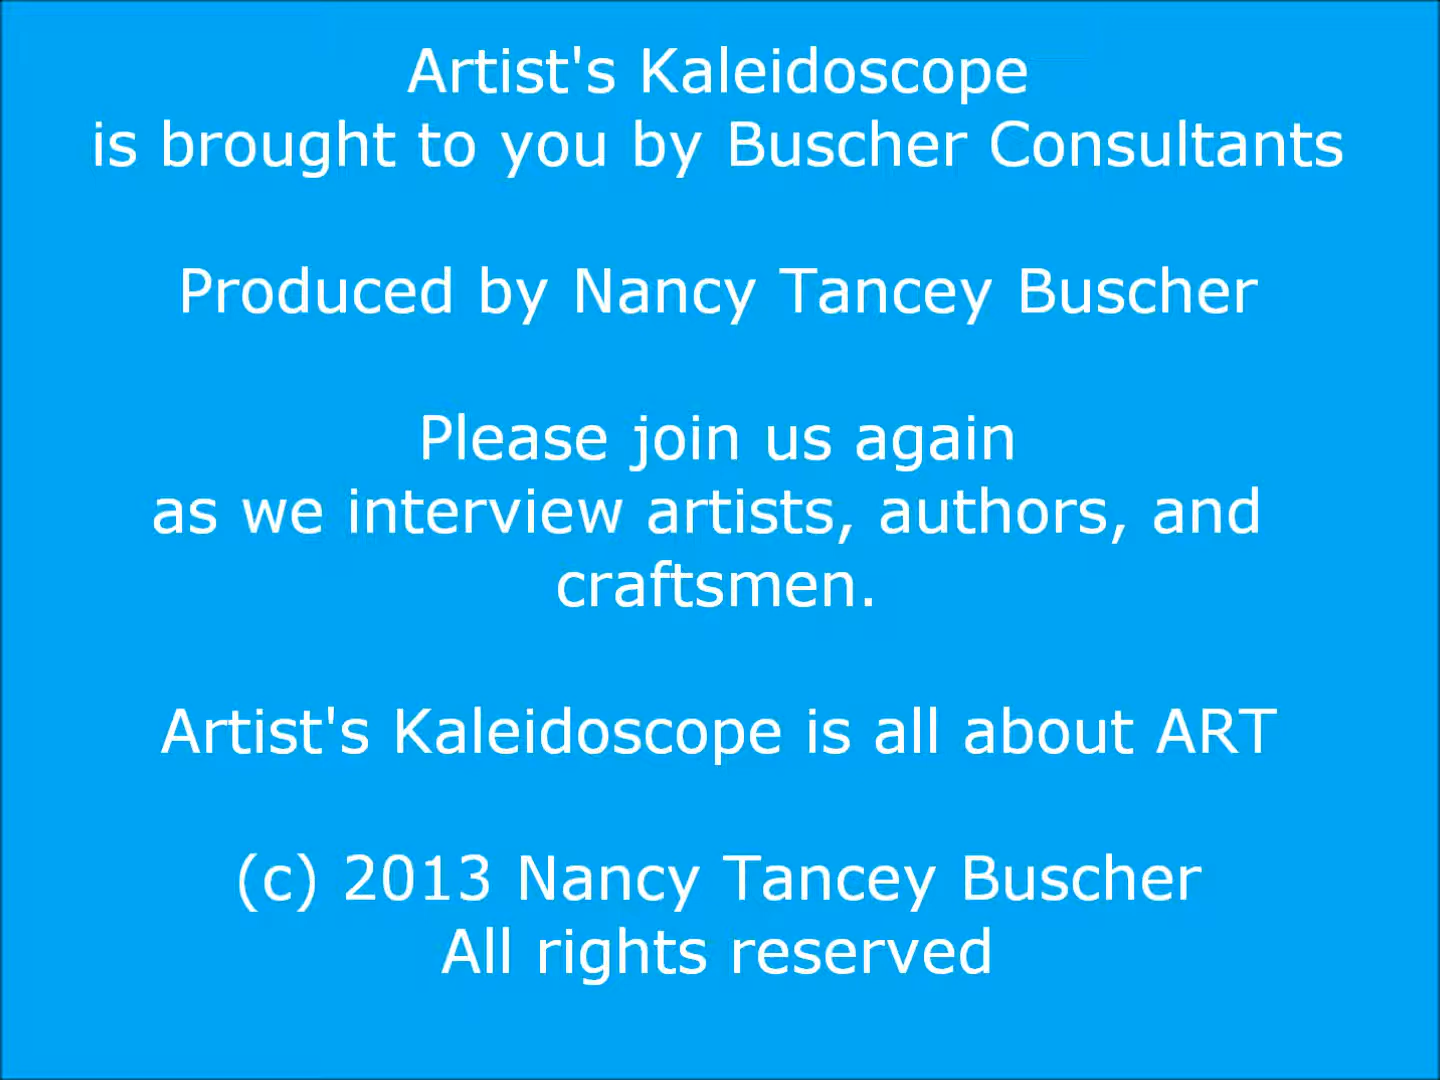 Artist's Kaleidoscope
is brought to you by Buscher Consultants
Produced by Nancy Tancey Buscher
Please join us again
as we interview artists, authors, and
craftsmen.
Artist's Kaleidoscope is all about ART
(c) 2013 Nancy Tancey Buscher
All rights reserved